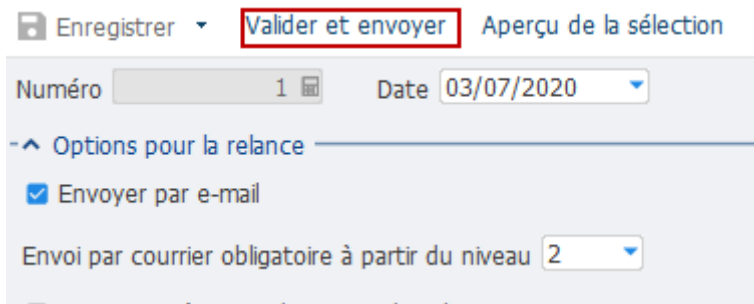 Enregistrer Valider et envoyer Aperçu de la sélection
Numéro 1 Date 03/07/2020
Options pour la relance
Envoyer par e-mail
Envoi par courrier obligatoire à partir du niveau 2